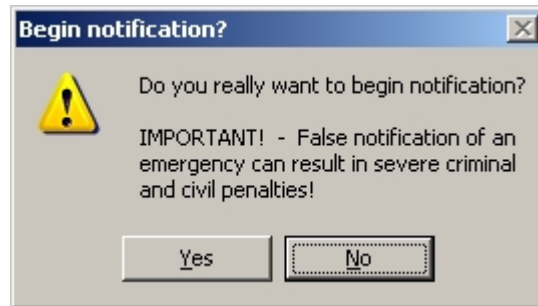 Begin notification?
Do you really want to begin notification?
IMPORTANT! - False notification of an
emergency can result in severe criminal
and civil penalties!
Yes
No